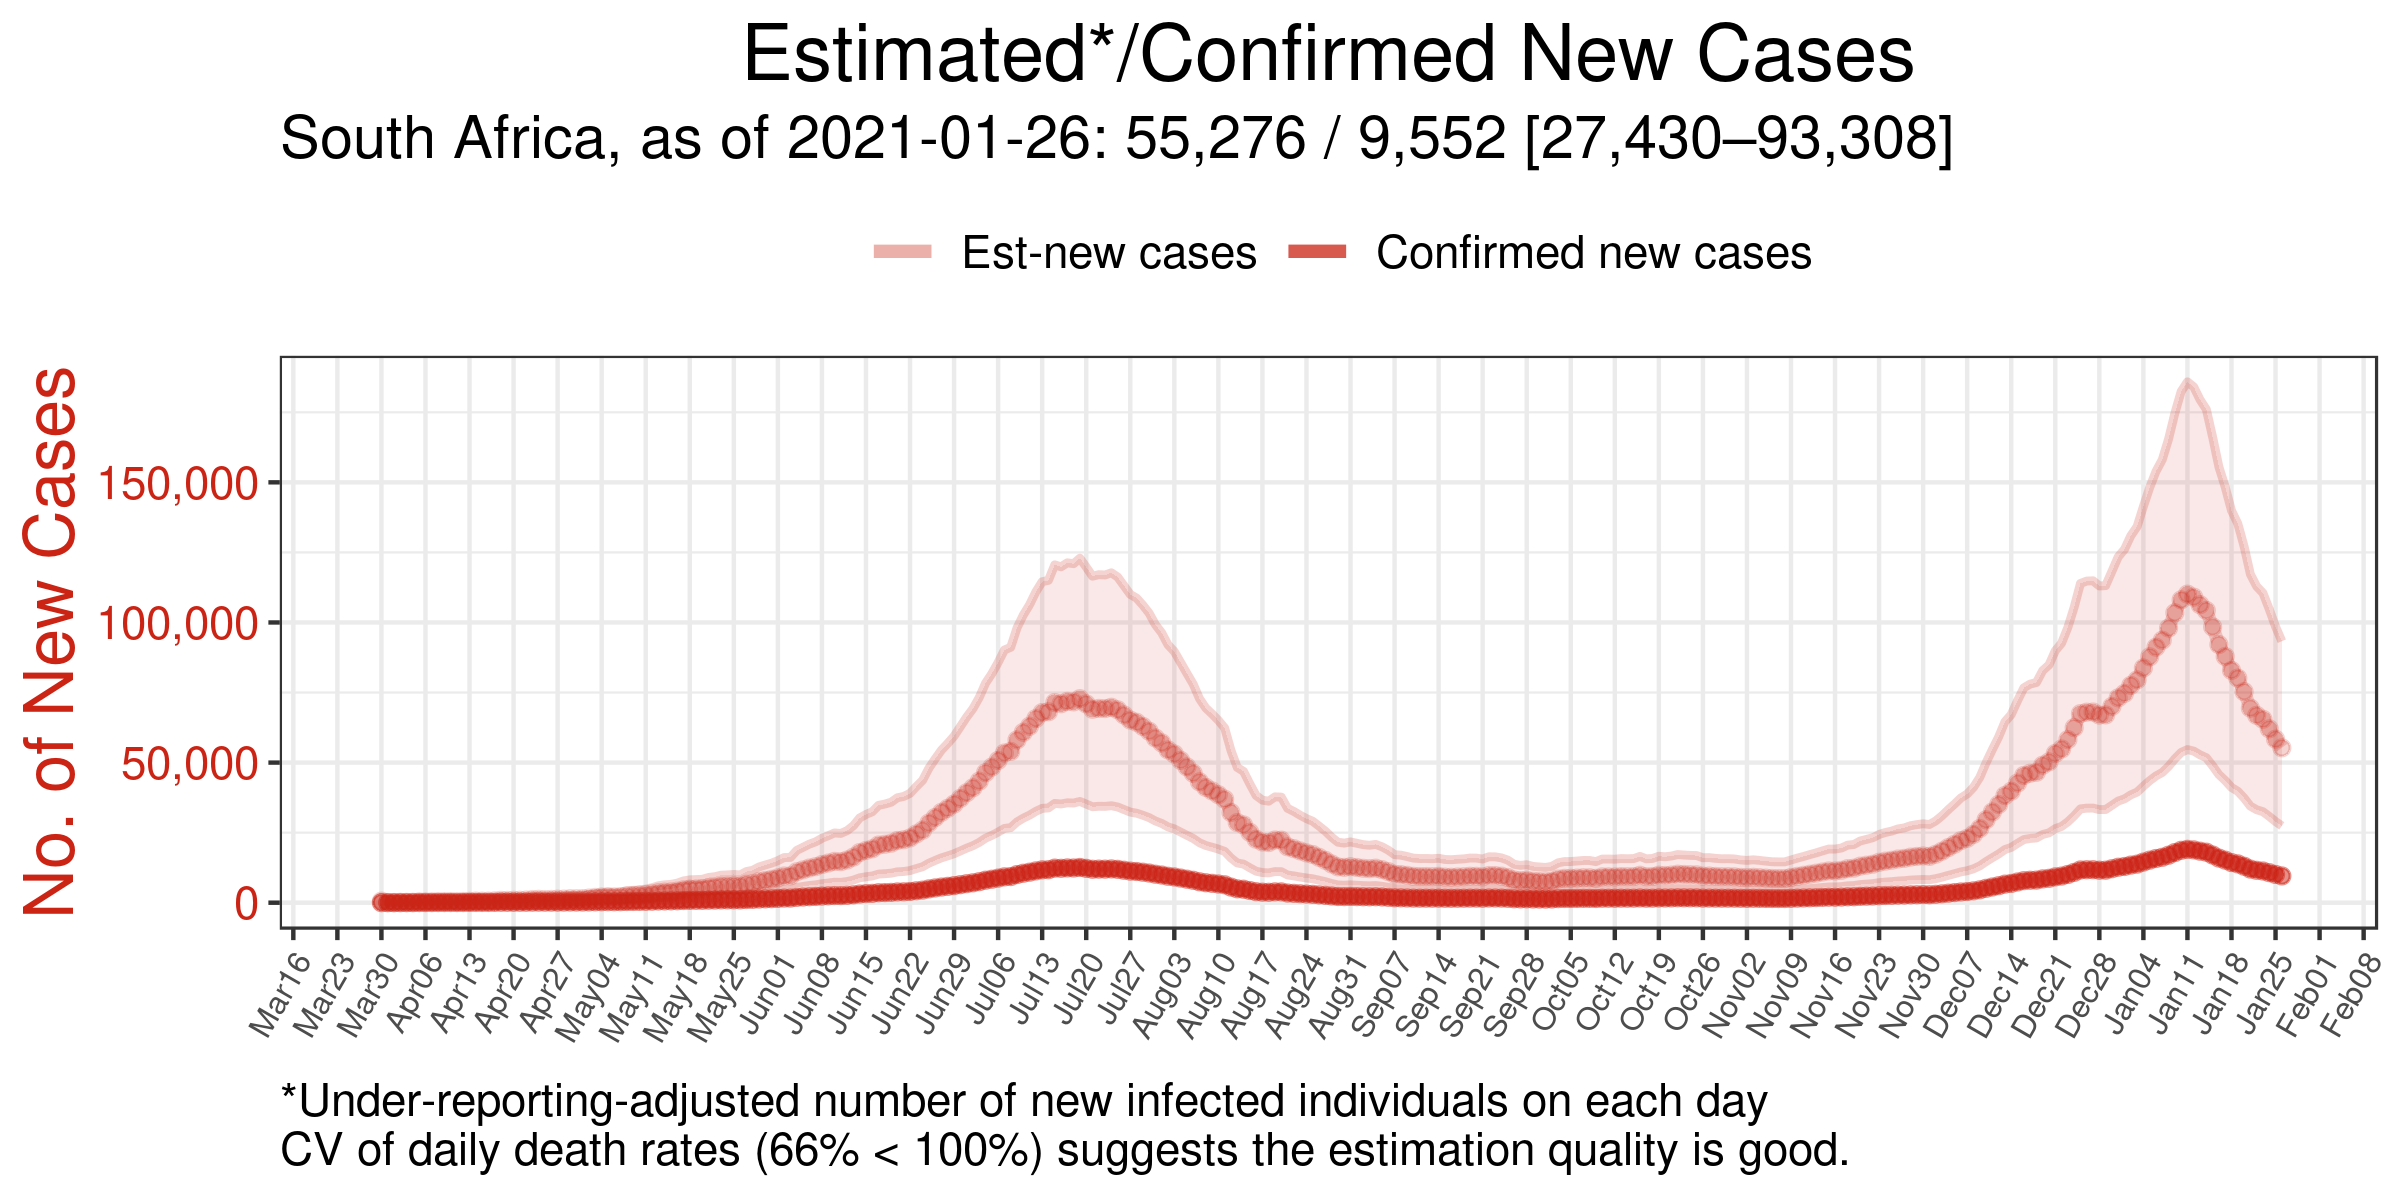 Estimated*/Confirmed New Cases
South Africa, as of 2021-01-26: 55,276 / 9,552 [27,430–93,308]
Est-new cases
Confirmed new cases
No. of New Cases
150,000
100,000
50,000
0
Mar16
Mar23
Mar30
Apr06
Apr13
Apr20
Apr27
May04
May11
May18
May25
Jun01
Jun08
Jun15
Jun22
Jun29
Jul06
Jul13
Jul20
Jul27
Aug03
Aug10
Aug17
Aug24
Aug31
Sep07
Sep14
Sep21
Sep28
Oct05
Oct12
Oct19
Oct26
Nov02
Nov09
Nov16
Nov23
Nov30
Dec07
Dec14
Dec21
Dec28
Jan04
Jan11
Jan18
Jan25
Feb01
Feb08
*Under-reporting-adjusted number of new infected individuals on each day
CV of daily death rates (66% < 100%) suggests the estimation quality is good.